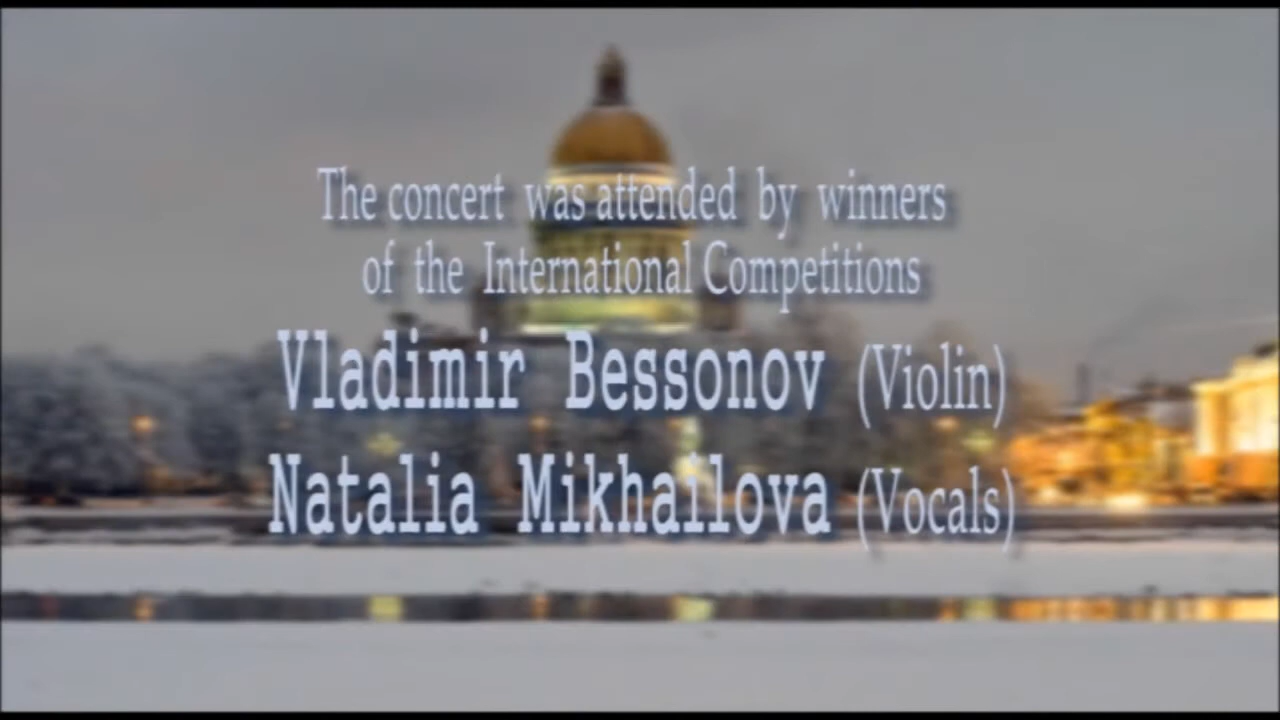 The concert was attended by winners
of the International Competitions
Vladimir Bessonov (Violin)
Natalia Mikhailova (Vocals)